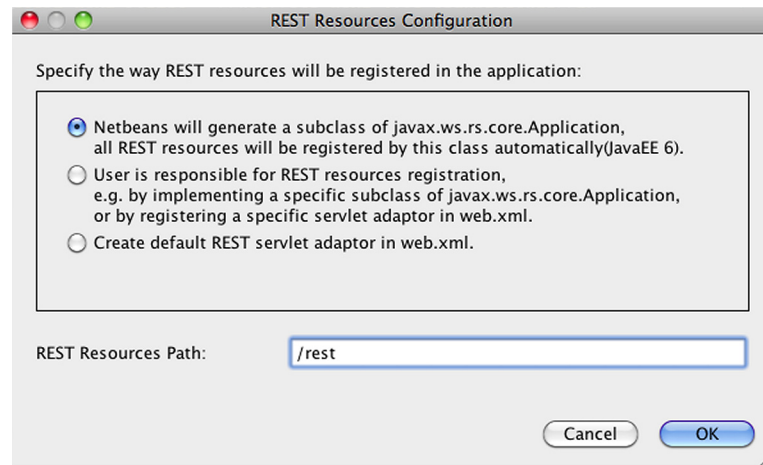 REST Resources Configuration
Specify the way REST resources will be registered in the application:
Netbeans will generate a subclass of javax.ws.rs.core.Application,
all REST resources will be registered by this class automatically(JavaEE 6).
User is responsible for REST resources registration,
e.g. by implementing a specific subclass of javax.ws.rs.core.Application,
or by registering a specific servlet adaptor in web.xml.
Create default REST servlet adaptor in web.xml.
REST Resources Path: /rest
Cancel OK